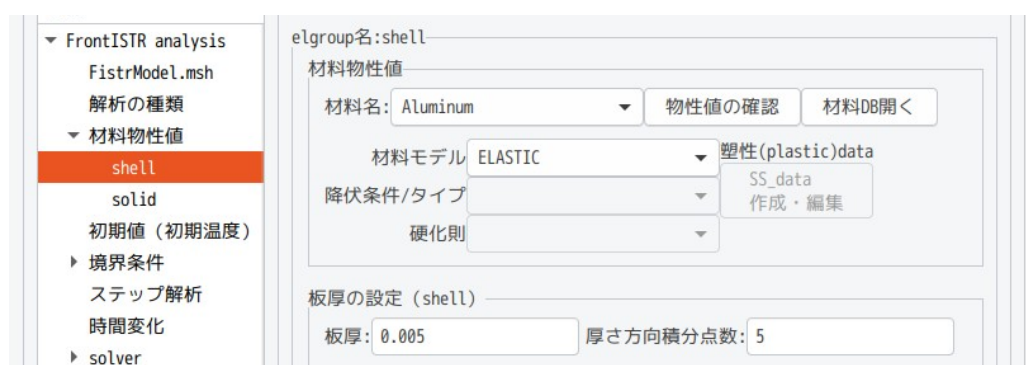 FrontISTR analysis
FistrModel.msh
解析の種類
材料物性値
shell
solid
初期値（初期温度）
境界条件
ステップ解析
時間変化
solver
elgroup名:shell
材料物性値
材料名: Aluminum 物性値の確認 材料DB開く
材料モデル ELASTIC 塑性(plastic)data
降伏条件/タイプ SS_data
作成・編集
硬化則
板厚の設定（shell）
板厚: 0.005 厚さ方向積分点数: 5